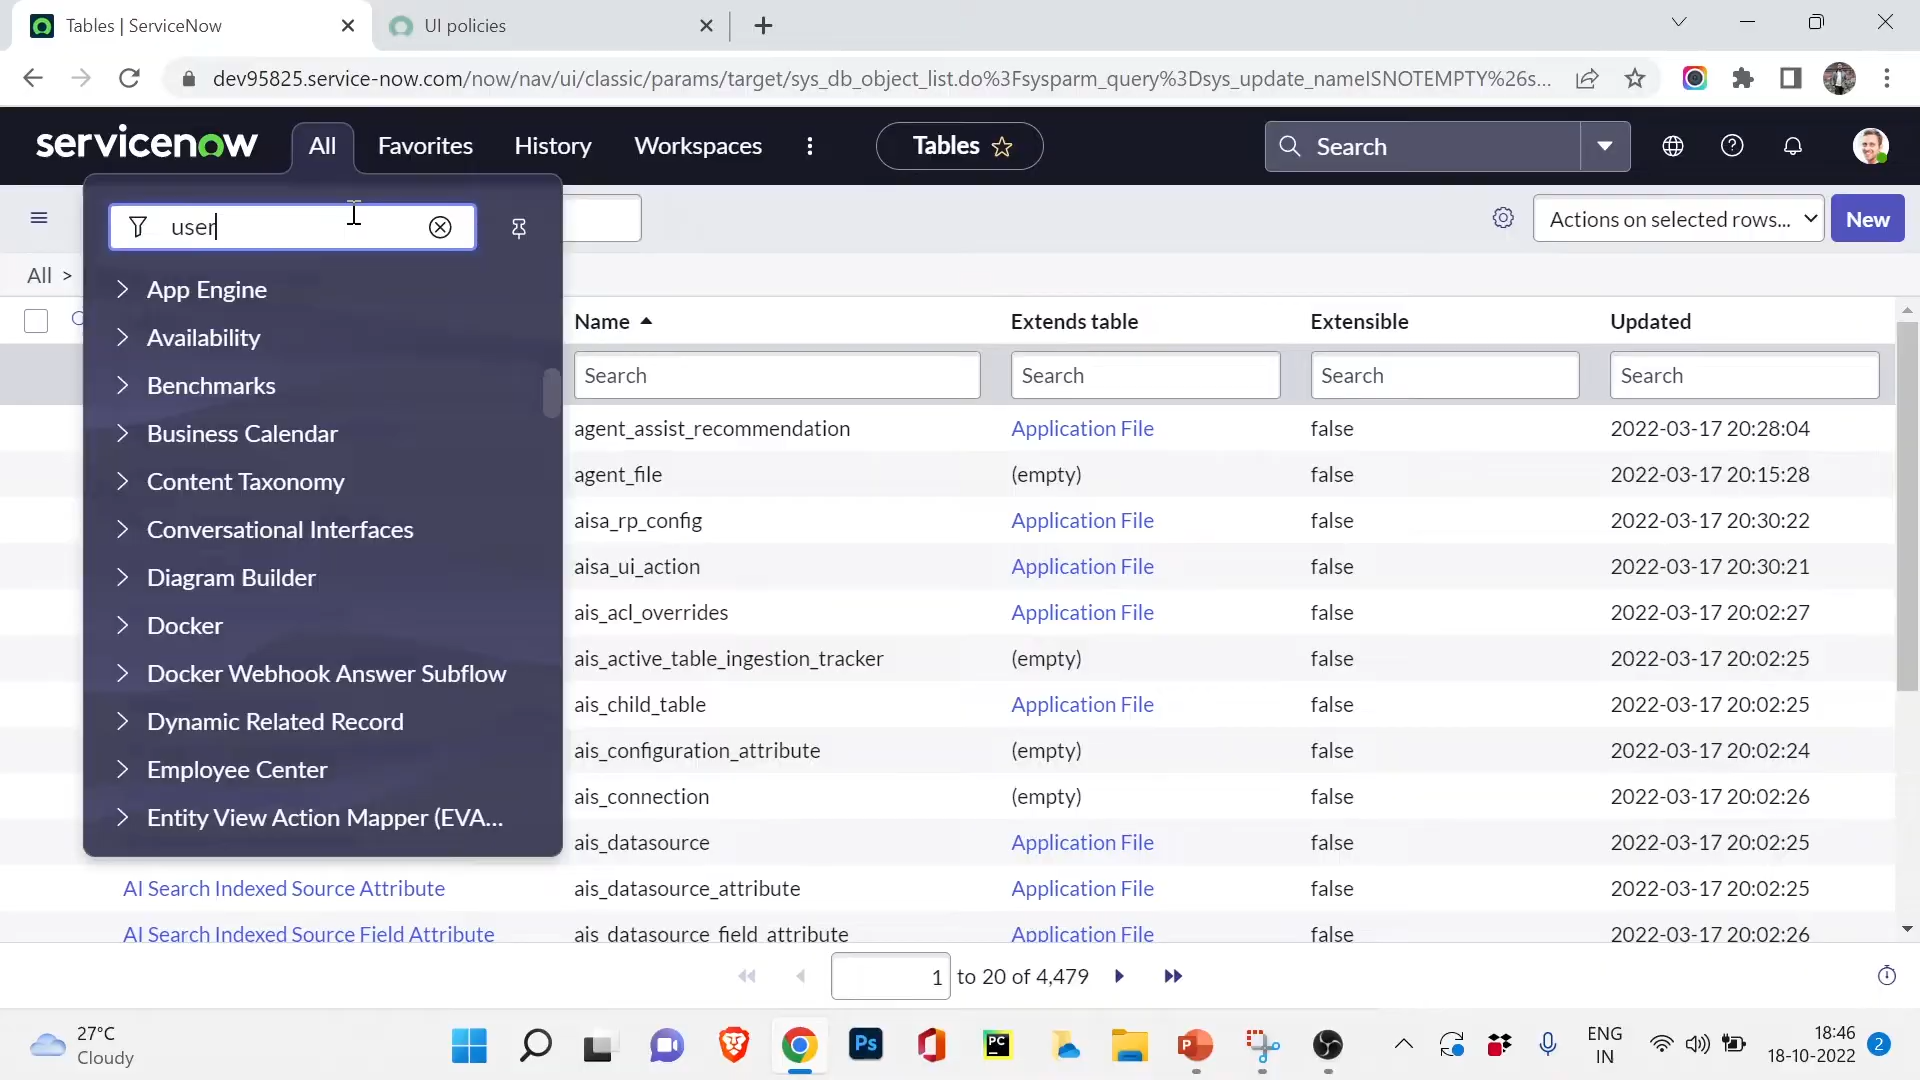 Tables | ServiceNow
UI policies
dev95825.service-now.com/now/nav/ui/classic/params/target/sys_db_object_list.do%3Fsysparm_query%3Dsys_update_nameISNOTEMPTY%26s...
servicenow
All
Favorites
History
Workspaces
Tables
Search
user
Actions on selected rows...
New
All >
App Engine
Availability
Benchmarks
Business Calendar
Content Taxonomy
Conversational Interfaces
Diagram Builder
Docker
Docker Webhook Answer Subflow
Dynamic Related Record
Employee Center
Entity View Action Mapper (EVA...
Name Extends table Extensible Updated
Search Search Search Search
agent_assist_recommendation Application File false 2022-03-17 20:28:04
agent_file (empty) false 2022-03-17 20:15:28
aisa_rp_config Application File false 2022-03-17 20:30:22
aisa_ui_action Application File false 2022-03-17 20:30:21
ais_acl_overrides Application File false 2022-03-17 20:02:27
ais_active_table_ingestion_tracker (empty) false 2022-03-17 20:02:25
ais_child_table Application File false 2022-03-17 20:02:25
ais_configuration_attribute (empty) false 2022-03-17 20:02:24
ais_connection (empty) false 2022-03-17 20:02:26
ais_datasource Application File false 2022-03-17 20:02:25
AI Search Indexed Source Attribute ais_datasource_attribute Application File false 2022-03-17 20:02:25
AI Search Indexed Source Field Attribute ais_datasource_field_attribute Application File false 2022-03-17 20:02:26
1 to 20 of 4,479
27°C
Cloudy
Ps
PC
P
ENG
IN
18:46
18-10-2022
2